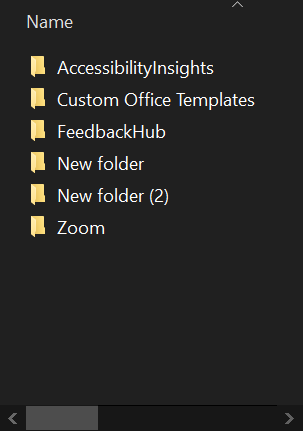 Name
AccessibilityInsights
Custom Office Templates
FeedbackHub
New folder
New folder (2)
Zoom